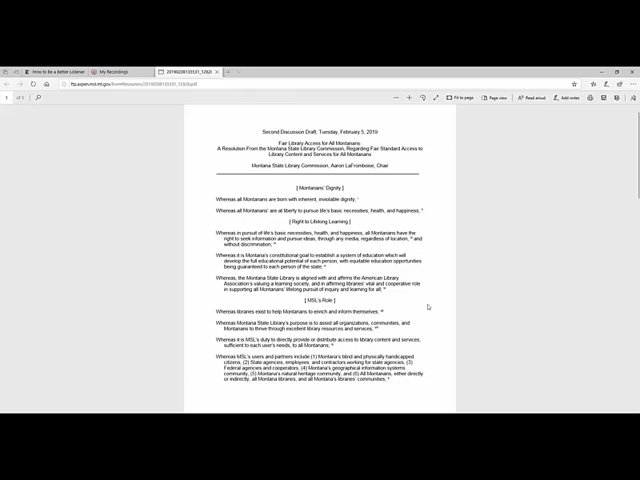 How to Be a Better Listener
My Recordings
20190208135531_12826
ftp.aspen.msl.mt.gov/EventResources/20190208135531_12826.pdf
1 of 5
Fit to page
Page view
Read aloud
Add notes
Second Discussion Draft, Tuesday, February 5, 2019
Fair Library Access for All Montanans
A Resolution From the Montana State Library Commission, Regarding Fair Standard Access to
Library Content and Services for All Montanans
Montana State Library Commission, Aaron LaFromboise, Chair
[ Montanans' Dignity ]
Whereas all Montanans are born with inherent, inviolable dignity;
Whereas all Montanans' are at liberty to pursue life's basic necessities, health, and happiness,
[ Right to Lifelong Learning ]
Whereas in pursuit of life's basic necessities, health, and happiness, all Montanans have the
right to seek information and pursue ideas, through any media, regardless of location, and
without discrimination,
Whereas it is Montana's constitutional goal to establish a system of education which will
develop the full educational potential of each person, with equitable education opportunities
being guaranteed to each person of the state,
Whereas, the Montana State Library is aligned with and affirms the American Library
Association's valuing a learning society, and in affirming libraries' vital and cooperative role
in supporting all Montanans' lifelong pursuit of inquiry and learning for all;
[ MSL's Role ]
Whereas libraries exist to help Montanans to enrich and inform themselves;
Whereas Montana State Library's purpose is to assist all organizations, communities, and
Montanans to thrive through excellent library resources and services;
Whereas it is MSL's duty to directly provide or distribute access to library content and services,
sufficient to each user's needs, to all Montanans;
Whereas MSL's users and partners include (1) Montana's blind and physically handicapped
citizens, (2) State agencies, employees, and contractors working for state agencies, (3)
Federal agencies and cooperators, (4) Montana's geographical information systems
community, (5) Montana's natural heritage community, and (6) All Montanans, either directly
or indirectly, all Montana libraries, and all Montana's libraries' communities,